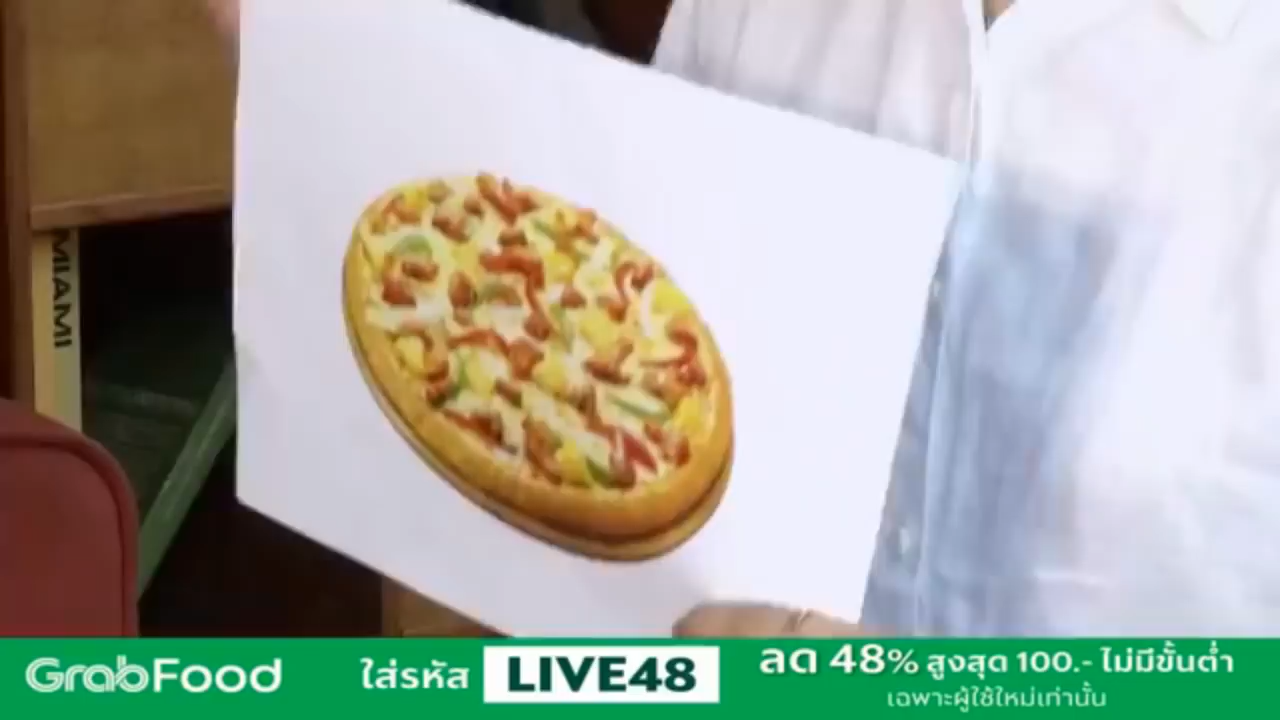 MIAMI
GrabFood
ใส่รหัส LIVE48
ลด 48% สูงสุด 100.- ไม่มีขั้นต่ำ
เฉพาะผู้ใช้ใหม่เท่านั้น